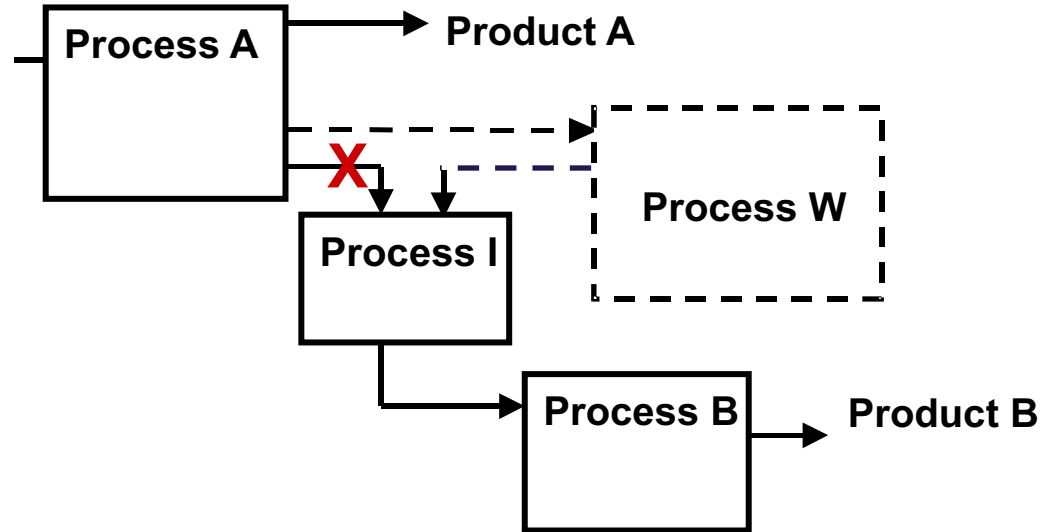 Process A
Product A
X
Process W
Process I
Process B
Product B